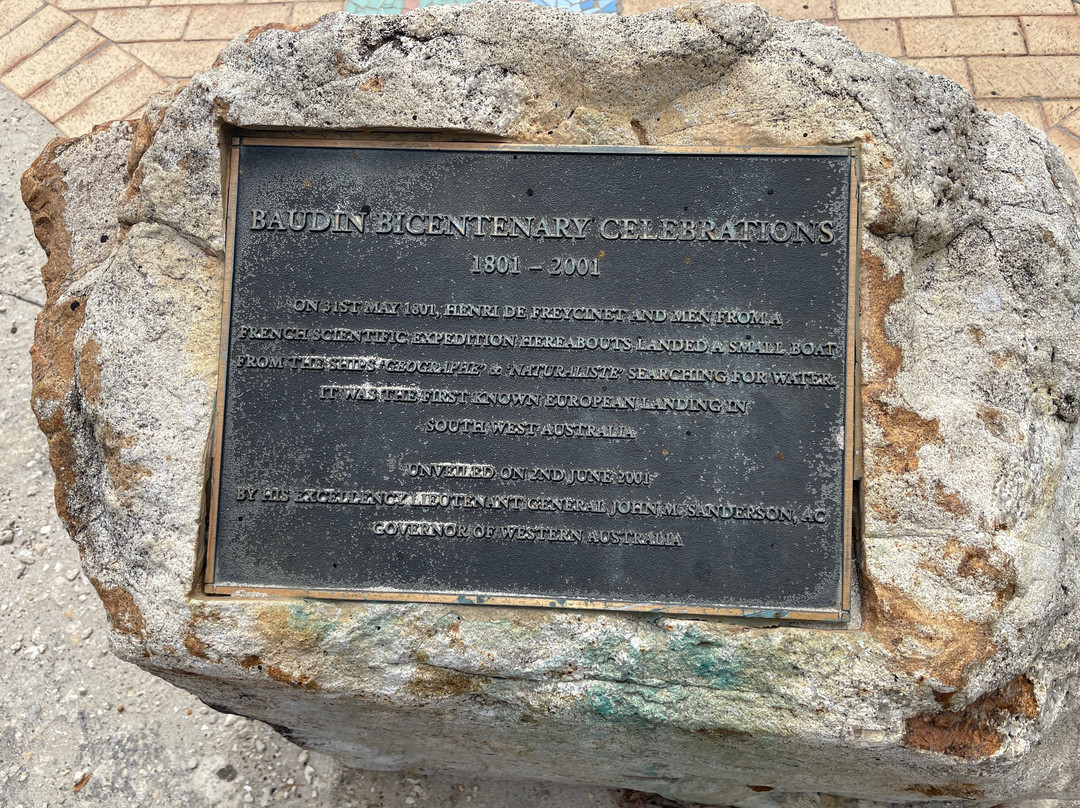 BAUDIN BICENTENARY CELEBRATIONS
1801 – 2001
ON 31ST MAY 1801, HENRI DE FREYCINET AND MEN FROM A
FRENCH SCIENTIFIC EXPEDITION HEREABOUTS LANDED A SMALL BOAT
FROM THE SHIPS 'GEOGRAPHE' & 'NATURALISTE' SEARCHING FOR WATER.
IT WAS THE FIRST KNOWN EUROPEAN LANDING IN
SOUTH WEST AUSTRALIA
UNVEILED ON 2ND JUNE 2001
BY HIS EXCELLENCY LIEUTENANT GENERAL JOHN M. SANDERSON, AC
GOVERNOR OF WESTERN AUSTRALIA